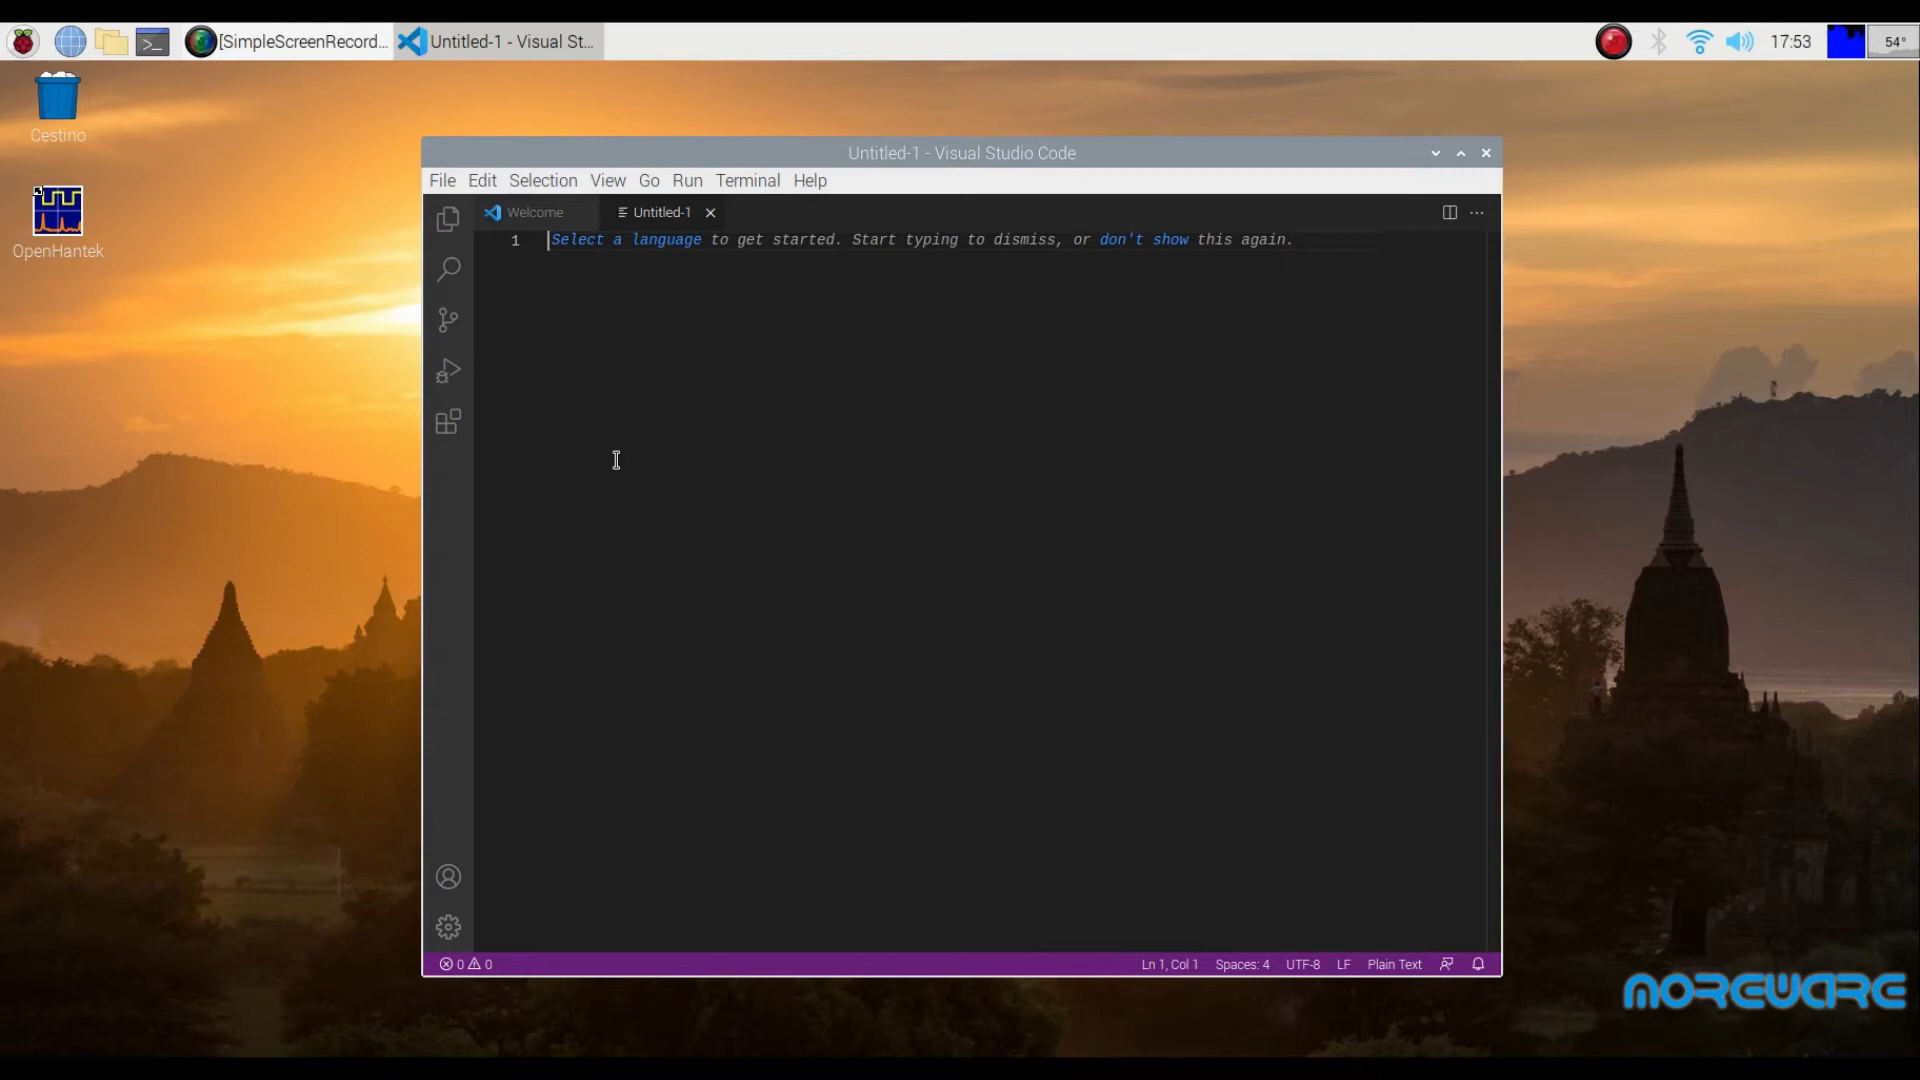 [SimpleScreenRecord...
Untitled-1 - Visual St...
17:53
54°
Cestino
OpenHantek
Untitled-1 - Visual Studio Code
File Edit Selection View Go Run Terminal Help
Welcome
Untitled-1
1 Select a language to get started. Start typing to dismiss, or don't show this again.
0 0
Ln 1, Col 1 Spaces: 4 UTF-8 LF Plain Text
MOREWARE